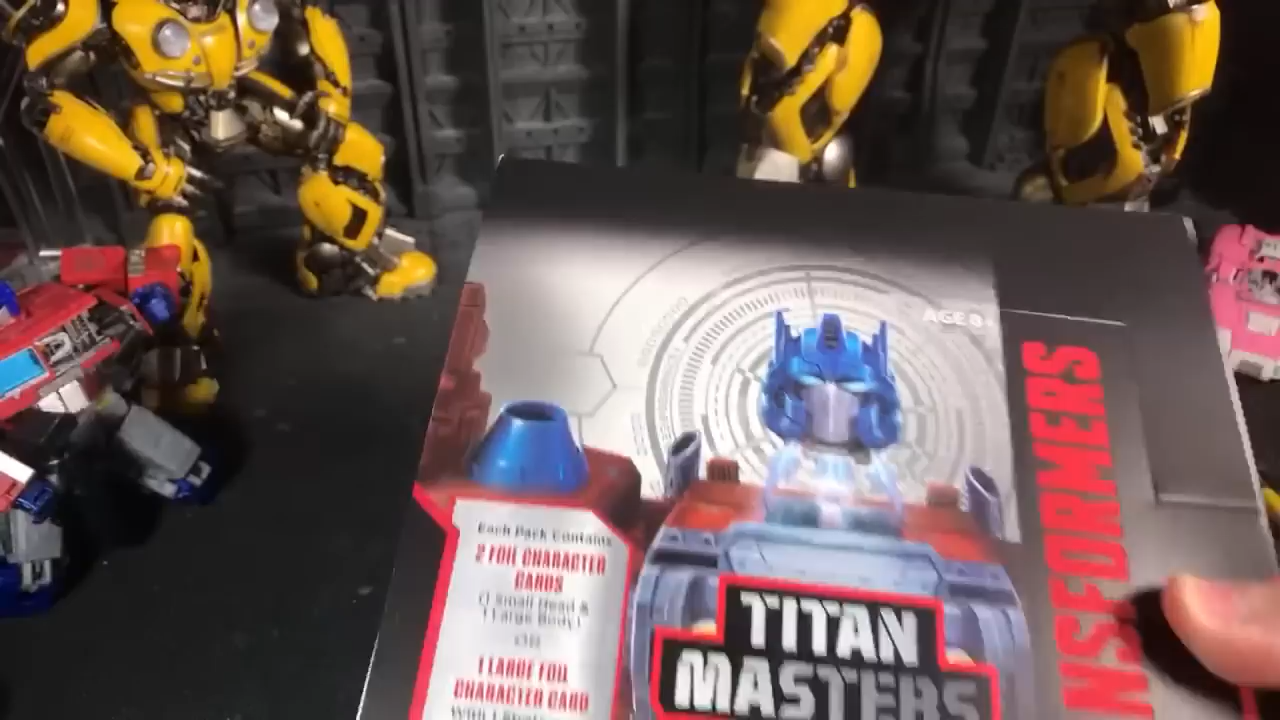 AGE 8+
Each Pack Contains
2 FOIL CHARACTER
CARDS
(1 Small Head &
1 Large Body)
OR
1 LARGE FOIL
CHARACTER CARD
TITAN
MASTERS
NSFORMERS